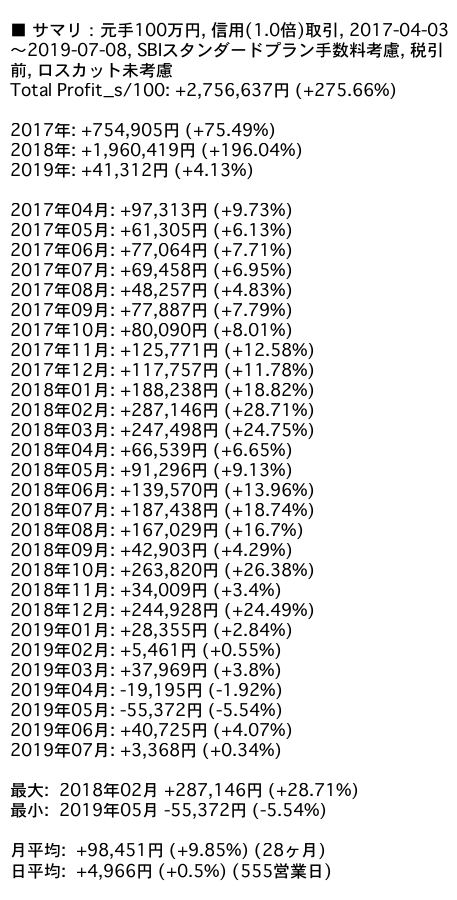 ■ サマリ：元手100万円, 信用(1.0倍)取引, 2017-04-03
～2019-07-08, SBIスタンダードプラン手数料考慮, 税引
前, ロスカット未考慮
Total Profit_s/100: +2,756,637円 (+275.66%)
2017年: +754,905円 (+75.49%)
2018年: +1,960,419円 (+196.04%)
2019年: +41,312円 (+4.13%)
2017年04月: +97,313円 (+9.73%)
2017年05月: +61,305円 (+6.13%)
2017年06月: +77,064円 (+7.71%)
2017年07月: +69,458円 (+6.95%)
2017年08月: +48,257円 (+4.83%)
2017年09月: +77,887円 (+7.79%)
2017年10月: +80,090円 (+8.01%)
2017年11月: +125,771円 (+12.58%)
2017年12月: +117,757円 (+11.78%)
2018年01月: +188,238円 (+18.82%)
2018年02月: +287,146円 (+28.71%)
2018年03月: +247,498円 (+24.75%)
2018年04月: +66,539円 (+6.65%)
2018年05月: +91,296円 (+9.13%)
2018年06月: +139,570円 (+13.96%)
2018年07月: +187,438円 (+18.74%)
2018年08月: +167,029円 (+16.7%)
2018年09月: +42,903円 (+4.29%)
2018年10月: +263,820円 (+26.38%)
2018年11月: +34,009円 (+3.4%)
2018年12月: +244,928円 (+24.49%)
2019年01月: +28,355円 (+2.84%)
2019年02月: +5,461円 (+0.55%)
2019年03月: +37,969円 (+3.8%)
2019年04月: -19,195円 (-1.92%)
2019年05月: -55,372円 (-5.54%)
2019年06月: +40,725円 (+4.07%)
2019年07月: +3,368円 (+0.34%)
最大: 2018年02月 +287,146円 (+28.71%)
最小: 2019年05月 -55,372円 (-5.54%)
月平均: +98,451円 (+9.85%) (28ヶ月)
日平均: +4,966円 (+0.5%) (555営業日)